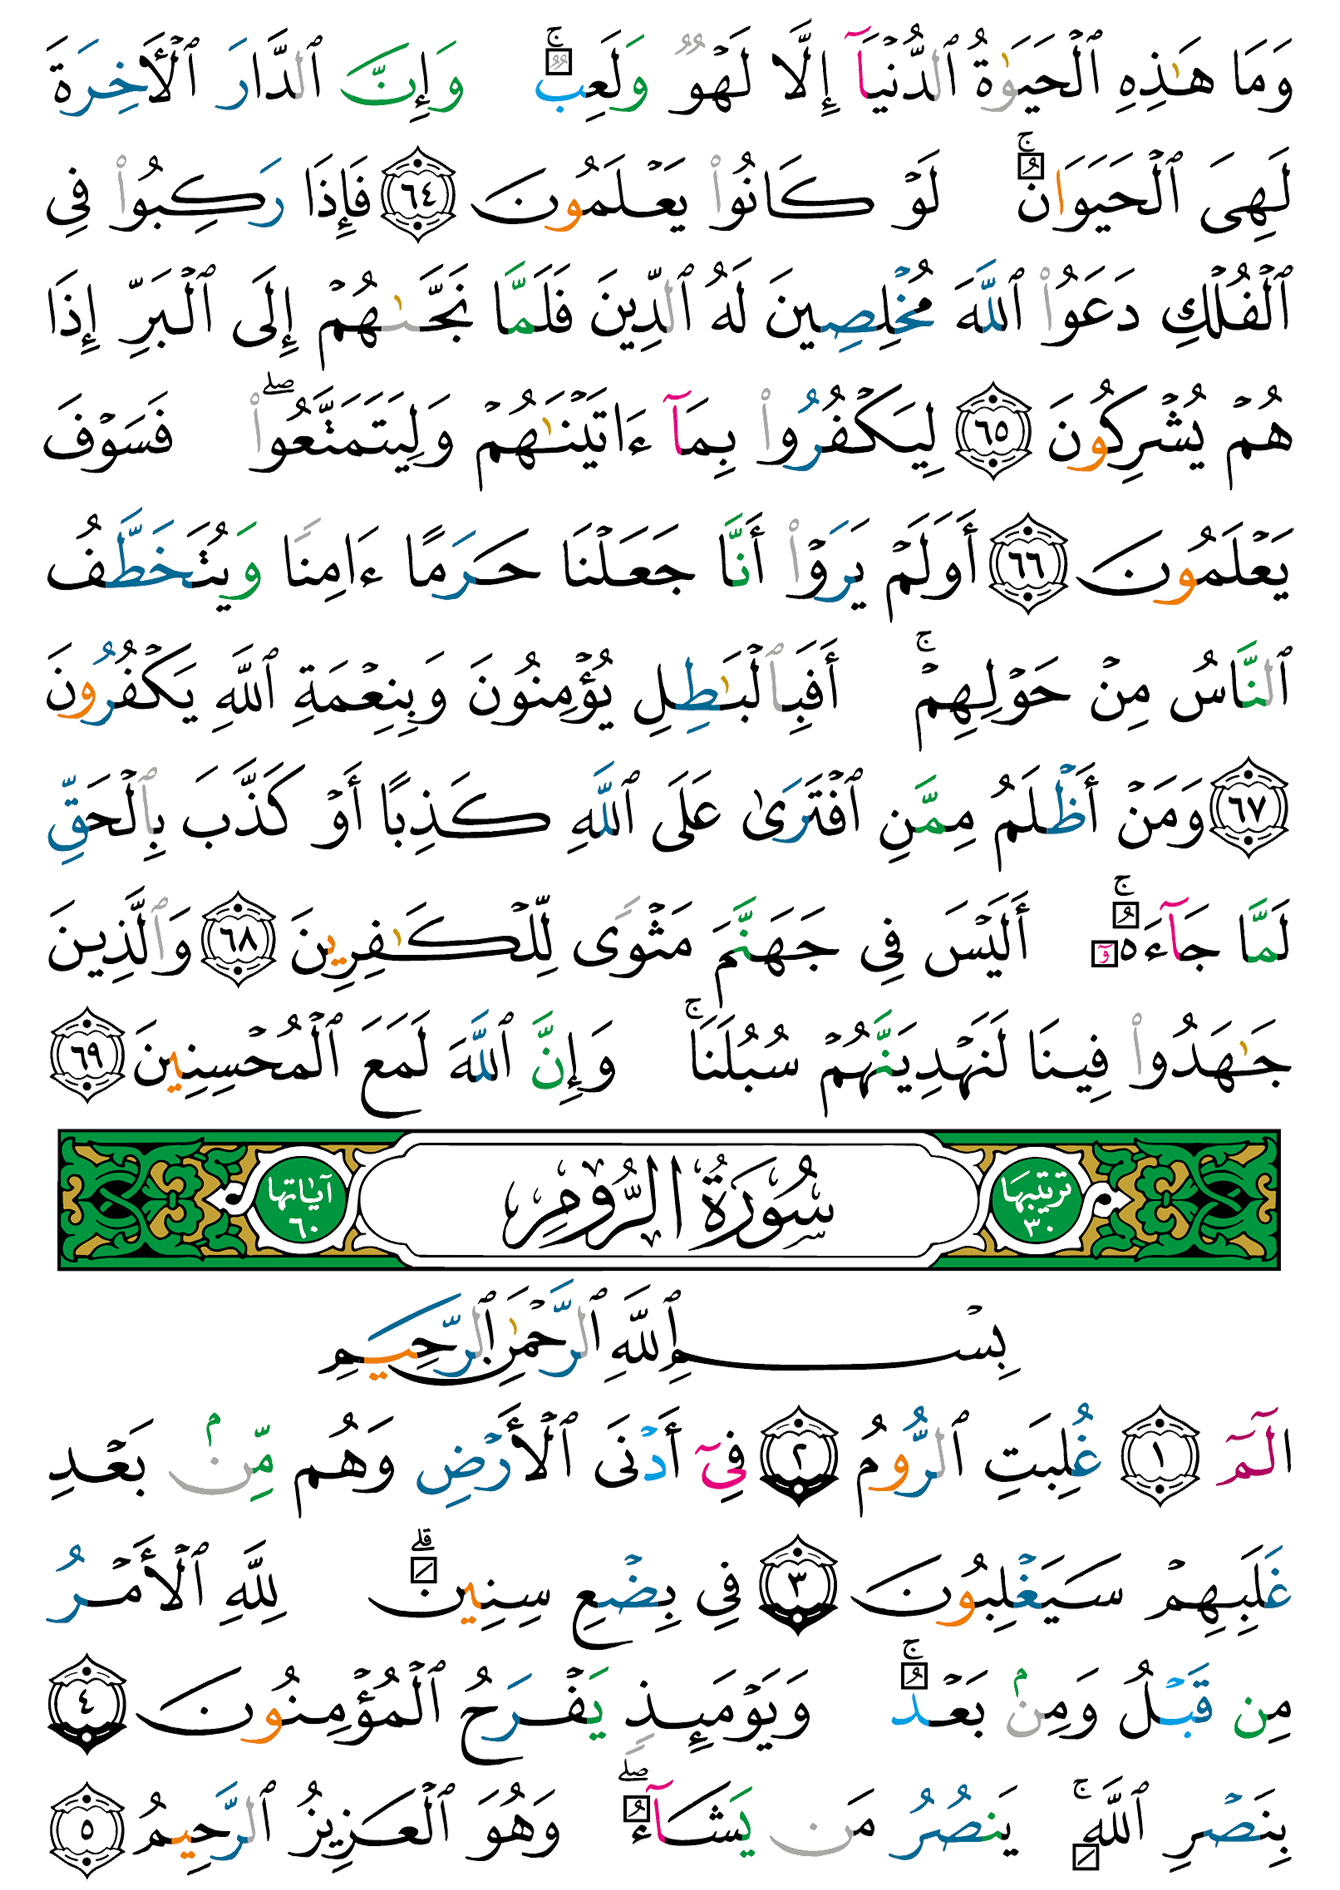 وَمَا هَٰذِهِ ٱلْحَيَوٰةُ ٱلدُّنْيَآ إِلَّا لَهْوٌ وَلَعِبٌ ۚ وَإِنَّ ٱلدَّارَ ٱلْأَخِرَةَ
لَهِىَ ٱلْحَيَوَانُ ۚ لَوْ كَانُوا۟ يَعْلَمُونَ ٦٤ فَإِذَا رَكِبُوا۟ فِى
ٱلْفُلْكِ دَعَوُا۟ ٱللَّهَ مُخْلِصِينَ لَهُ ٱلدِّينَ فَلَمَّا نَجَّىٰهُمْ إِلَى ٱلْبَرِّ إِذَا
هُمْ يُشْرِكُونَ ٦٥ لِيَكْفُرُوا۟ بِمَآ ءَاتَيْنَٰهُمْ وَلِيَتَمَتَّعُوا۟ ۖ فَسَوْفَ
يَعْلَمُونَ ٦٦ أَوَلَمْ يَرَوْا۟ أَنَّا جَعَلْنَا حَرَمًا ءَامِنًا وَيُتَخَطَّفُ
ٱلنَّاسُ مِنْ حَوْلِهِمْ ۚ أَفَبِٱلْبَٰطِلِ يُؤْمِنُونَ وَبِنِعْمَةِ ٱللَّهِ يَكْفُرُونَ
٦٧ وَمَنْ أَظْلَمُ مِمَّنِ ٱفْتَرَىٰ عَلَى ٱللَّهِ كَذِبًا أَوْ كَذَّبَ بِٱلْحَقِّ
لَمَّا جَآءَهُۥٓ ۚ أَلَيْسَ فِى جَهَنَّمَ مَثْوًى لِّلْكَٰفِرِينَ ٦٨ وَٱلَّذِينَ
جَٰهَدُوا۟ فِينَا لَنَهْدِيَنَّهُمْ سُبُلَنَا ۚ وَإِنَّ ٱللَّهَ لَمَعَ ٱلْمُحْسِنِينَ ٦٩
ترتيبها ٣٠ سُورَةُ الرُّومِ آياتها ٦٠
بِسْمِ ٱللَّهِ ٱلرَّحْمَٰنِ ٱلرَّحِيمِ
الٓمٓ ١ غُلِبَتِ ٱلرُّومُ ٢ فِىٓ أَدْنَى ٱلْأَرْضِ وَهُم مِّنۢ بَعْدِ
غَلَبِهِمْ سَيَغْلِبُونَ ٣ فِى بِضْعِ سِنِينَ ۗ لِلَّهِ ٱلْأَمْرُ
مِن قَبْلُ وَمِنۢ بَعْدُ ۚ وَيَوْمَئِذٍ يَفْرَحُ ٱلْمُؤْمِنُونَ ٤
بِنَصْرِ ٱللَّهِ ۚ يَنصُرُ مَن يَشَآءُ ۖ وَهُوَ ٱلْعَزِيزُ ٱلرَّحِيمُ ٥